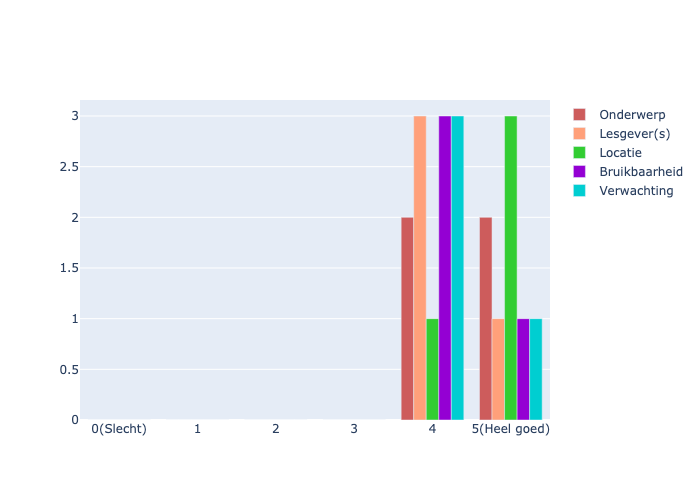 3
2.5
2
1.5
1
0.5
0
0(Slecht)
1
2
3
4
5(Heel goed)
Onderwerp
Lesgever(s)
Locatie
Bruikbaarheid
Verwachting